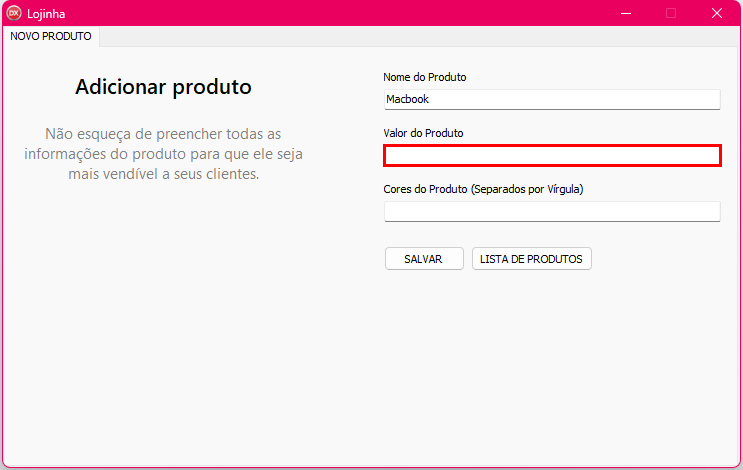 Lojinha
NOVO PRODUTO
Adicionar produto
Não esqueça de preencher todas as
informações do produto para que ele seja
mais vendível a seus clientes.
Nome do Produto
Macbook
Valor do Produto
Cores do Produto (Separados por Vírgula)
SALVAR
LISTA DE PRODUTOS